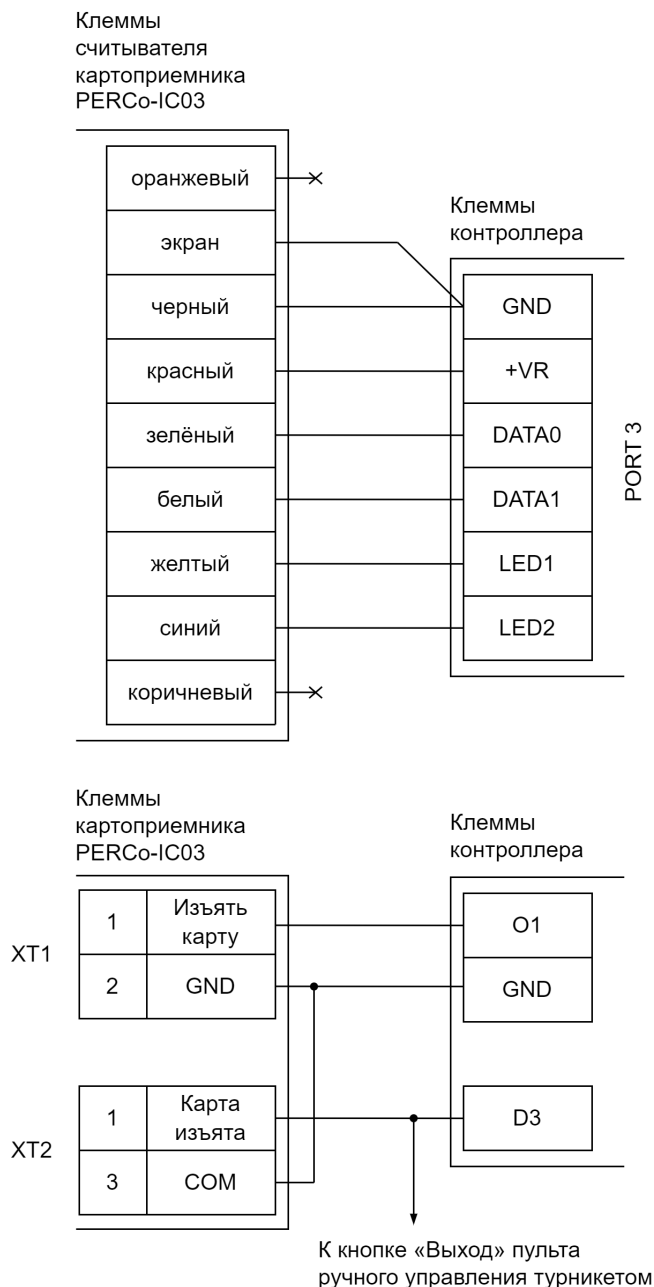 Клеммы
считывателя
картоприемника
PERCo-IC03
оранжевый
экран
черный
красный
зелёный
белый
желтый
синий
коричневый
Клеммы
контроллера
GND
+VR
DATA0
DATA1
LED1
LED2
PORT 3
Клеммы
картоприемника
PERCo-IC03
XT1
1
Изъять
карту
2
GND
XT2
1
Карта
изъята
3
COM
Клеммы
контроллера
O1
GND
D3
К кнопке «Выход» пульта
ручного управления турникетом